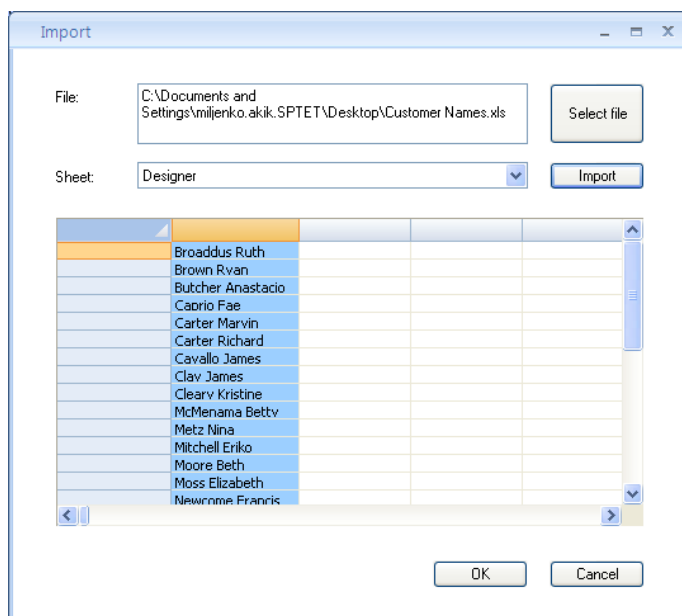 Import
File:
C:\Documents and
Settings\miljenko.akik.SPTET\Desktop\Customer Names.xls
Select file
Sheet:
Designer
Import
Broaddus Ruth
Brown Ryan
Butcher Anastacio
Caprio Fae
Carter Marvin
Carter Richard
Cavallo James
Clay James
Cleary Kristine
McMenama Betty
Metz Nina
Mitchell Eriko
Moore Beth
Moss Elizabeth
Newcome Francis
OK
Cancel